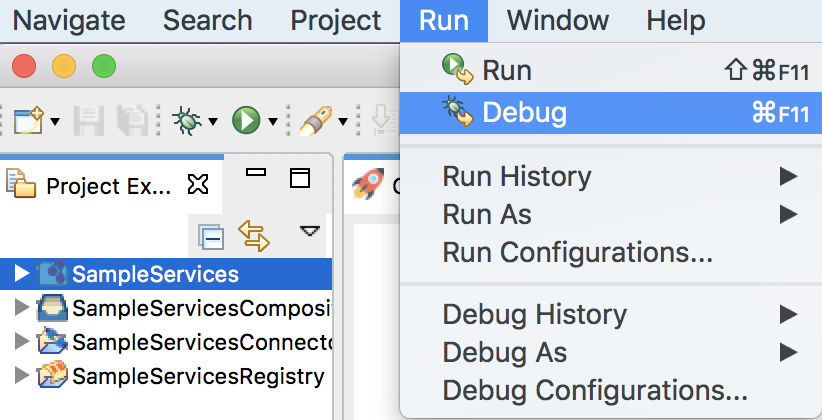 Navigate Search Project Run Window Help
Run ⇧⌘F11
Debug ⌘F11
Project Ex...
Run History
Run As
Run Configurations...
SampleServices
SampleServicesComposi
SampleServicesConnecto
SampleServicesRegistry
Debug History
Debug As
Debug Configurations...